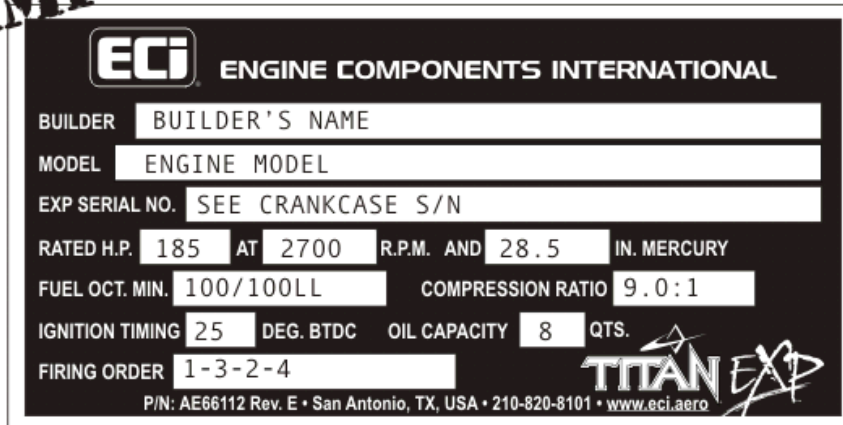 ECi ® ENGINE COMPONENTS INTERNATIONAL
BUILDER BUILDER'S NAME
MODEL ENGINE MODEL
EXP SERIAL NO. SEE CRANKCASE S/N
RATED H.P. 185 AT 2700 R.P.M. AND 28.5 IN. MERCURY
FUEL OCT. MIN. 100/100LL COMPRESSION RATIO 9.0:1
IGNITION TIMING 25 DEG. BTDC OIL CAPACITY 8 QTS.
FIRING ORDER 1-3-2-4
TITAN EXP
P/N: AE66112 Rev. E • San Antonio, TX, USA • 210-820-8101 • www.eci.aero